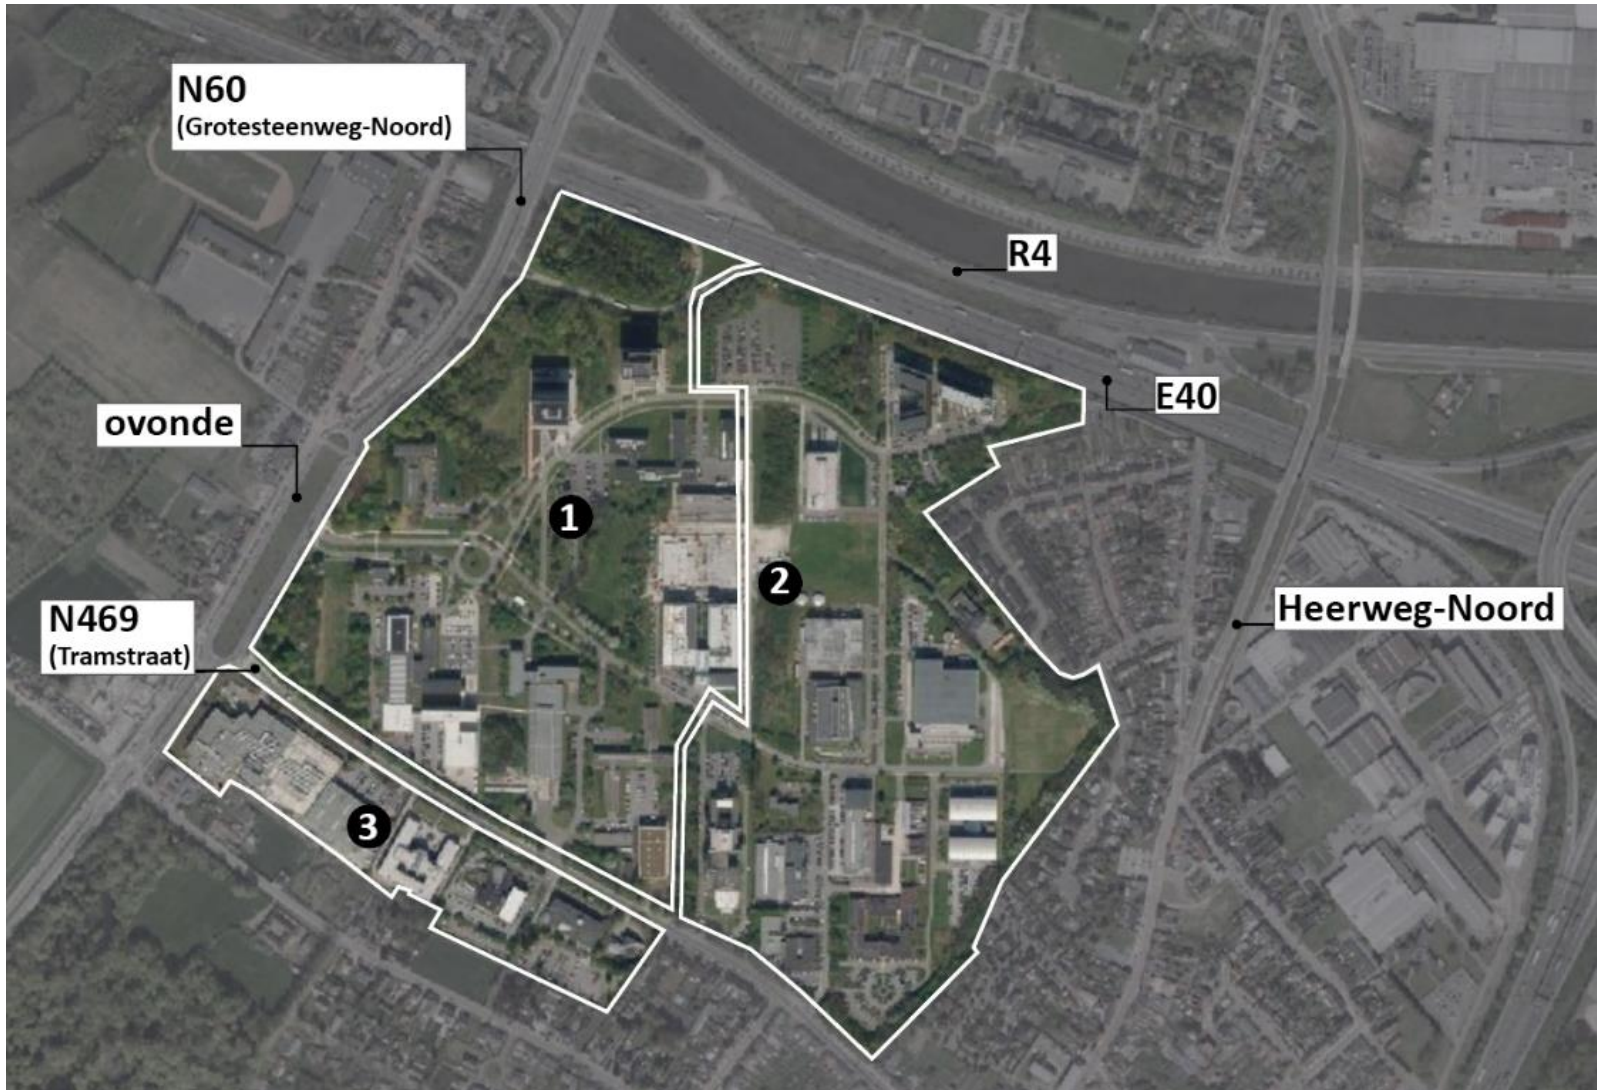 N60
(Grotesteenweg-Noord)
R4
E40
ovonde
1
2
N469
(Tramstraat)
Heerweg-Noord
3